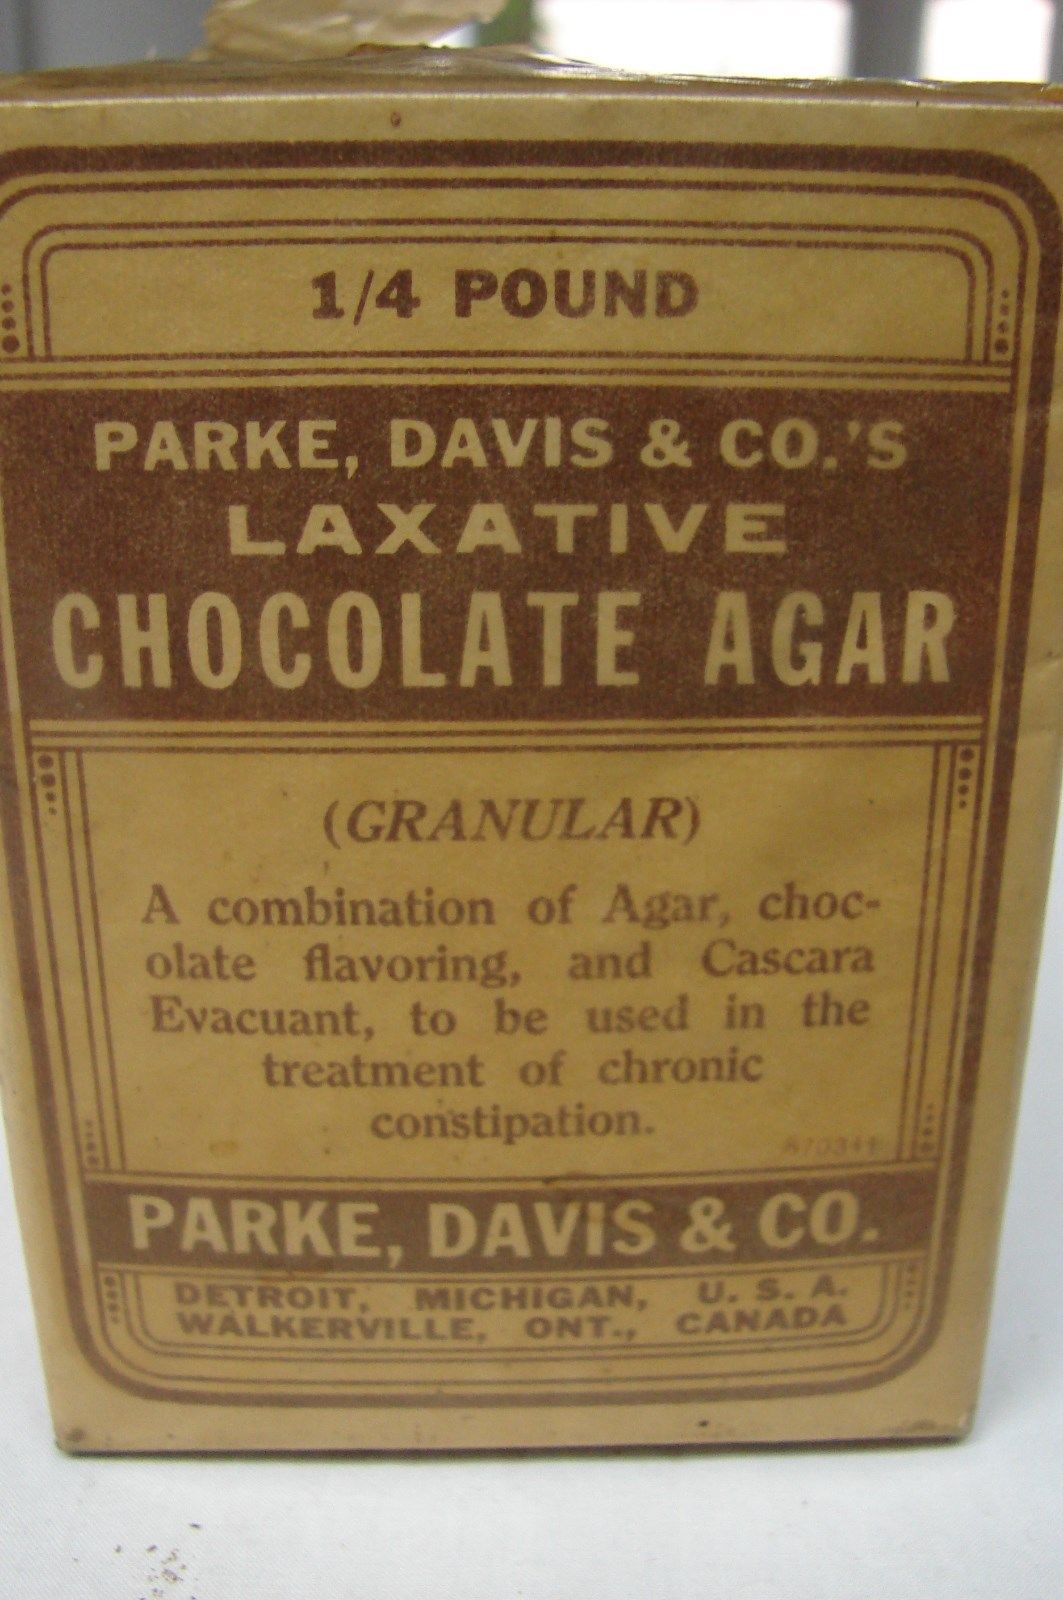 1/4 POUND
PARKE, DAVIS & CO.'S
LAXATIVE
CHOCOLATE AGAR
(GRANULAR)
A combination of Agar, choc-
olate flavoring, and Cascara
Evacuant, to be used in the
treatment of chronic
constipation.
PARKE, DAVIS & CO.
DETROIT, MICHIGAN, U. S. A.
WALKERVILLE, ONT., CANADA